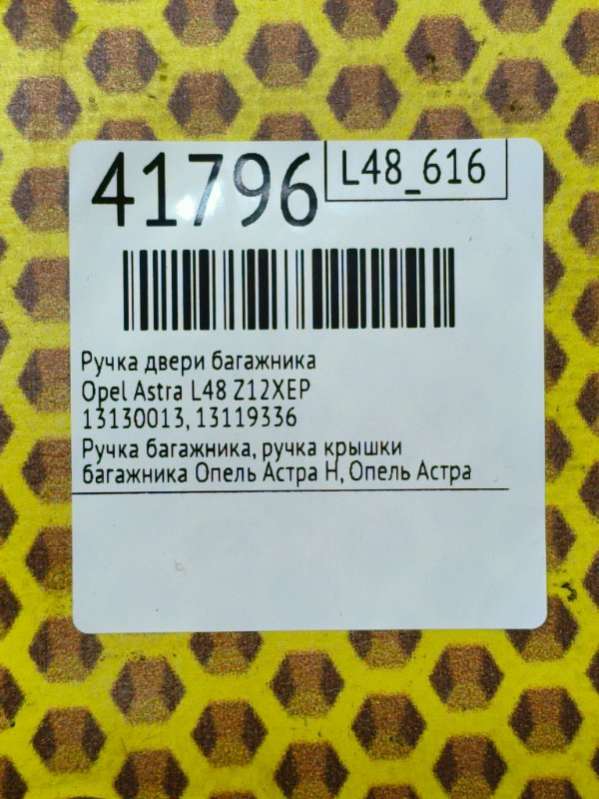 41796
L48_616
Ручка двери багажника
Opel Astra L48 Z12XEP
13130013, 13119336
Ручка багажника, ручка крышки
багажника Опель Астра H, Опель Астра